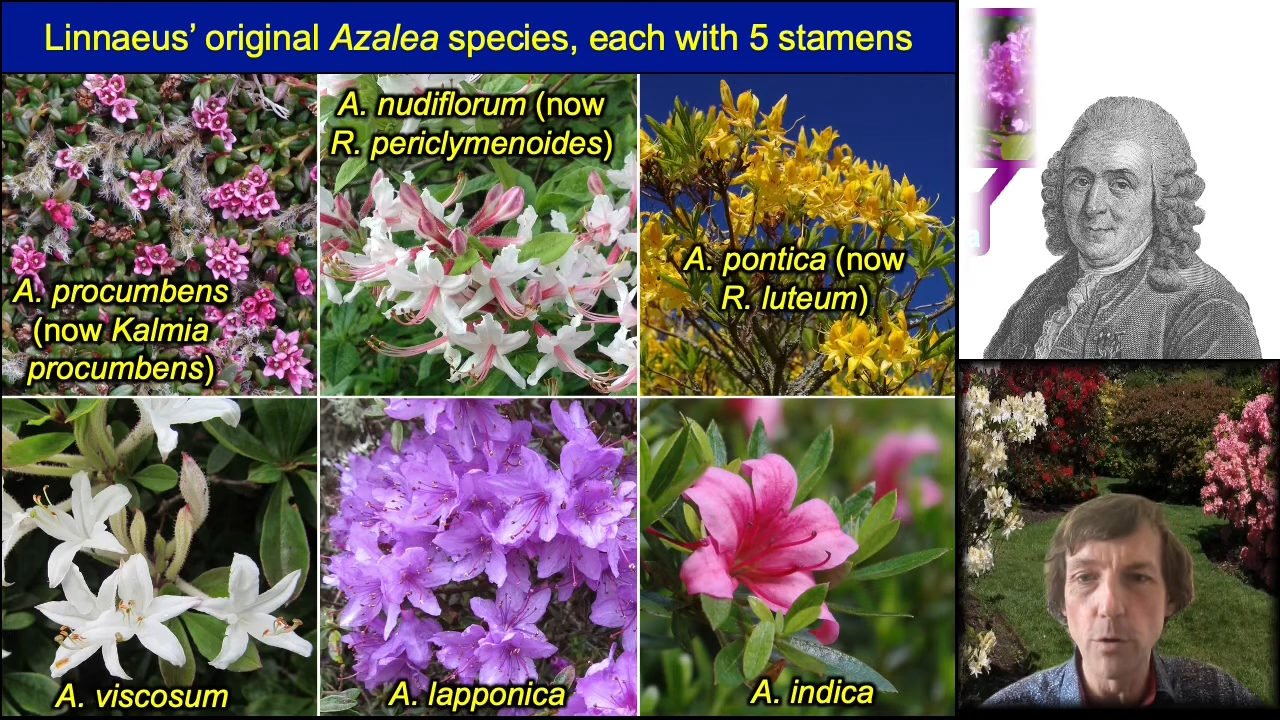 Linnaeus’ original Azalea species, each with 5 stamens
A. procumbens
(now Kalmia
procumbens)
A. nudiflorum (now
R. periclymenoides)
A. pontica (now
R. luteum)
A. viscosum
A. lapponica
A. indica